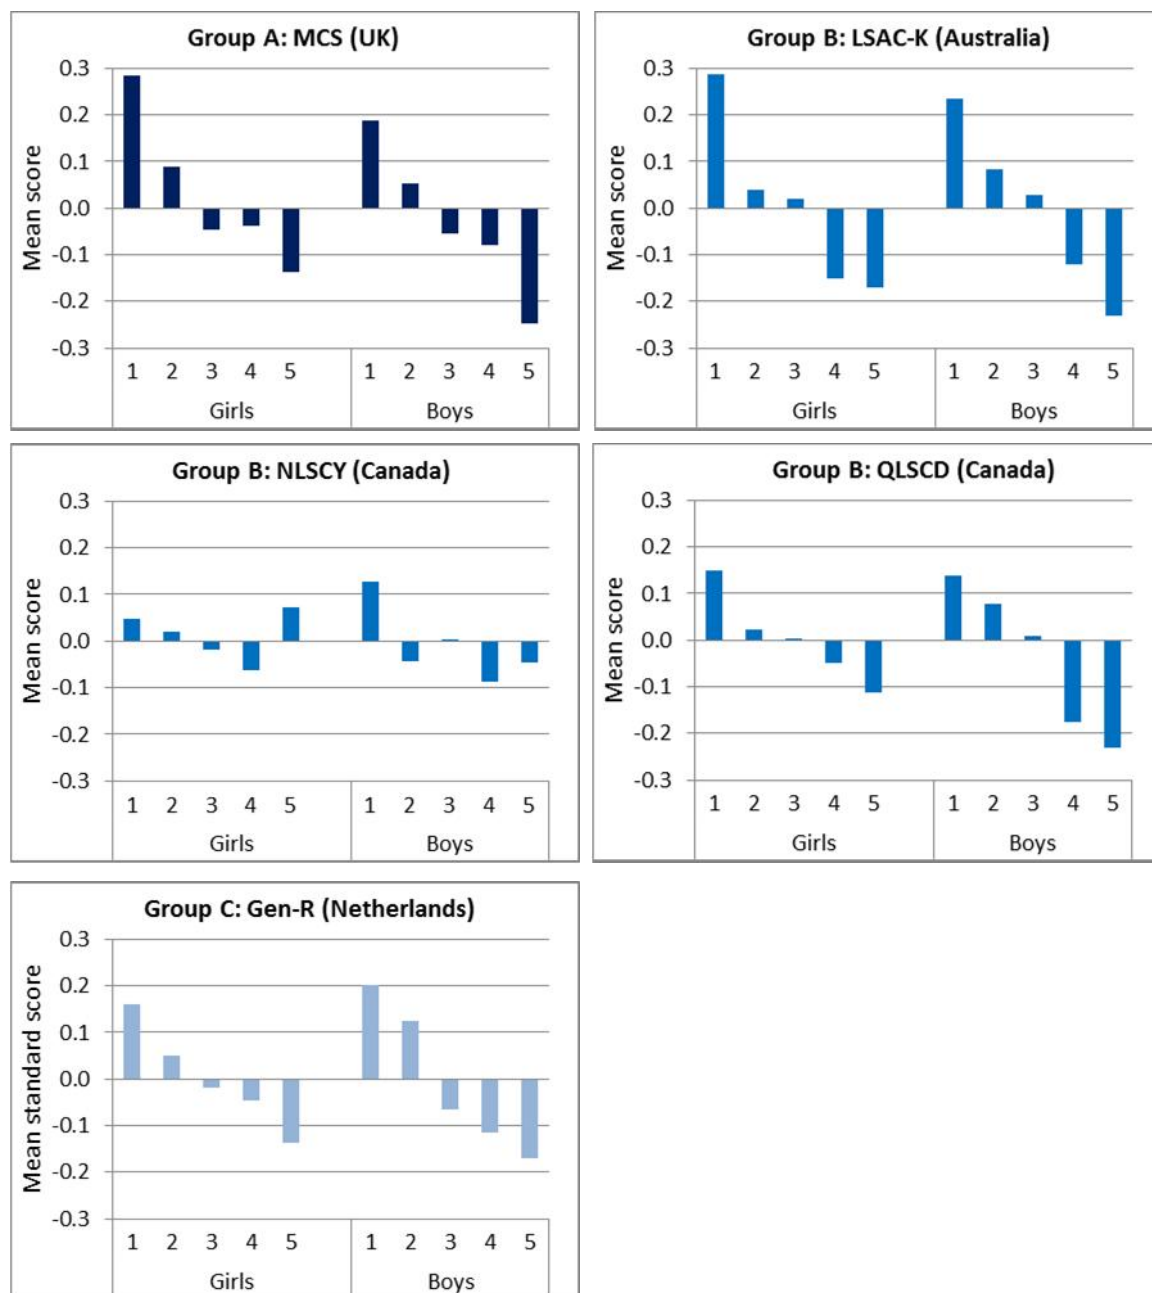 Group A: MCS (UK)
Mean score
0.3
0.2
0.1
0.0
-0.1
-0.2
-0.3
1 2 3 4 5 1 2 3 4 5
Girls Boys
Group B: LSAC-K (Australia)
Mean score
0.3
0.2
0.1
0.0
-0.1
-0.2
-0.3
1 2 3 4 5 1 2 3 4 5
Girls Boys
Group B: NLSCY (Canada)
Mean score
0.3
0.2
0.1
0.0
-0.1
-0.2
-0.3
1 2 3 4 5 1 2 3 4 5
Girls Boys
Group B: QLSCD (Canada)
Mean score
0.3
0.2
0.1
0.0
-0.1
-0.2
-0.3
1 2 3 4 5 1 2 3 4 5
Girls Boys
Group C: Gen-R (Netherlands)
Mean standard score
0.3
0.2
0.1
0.0
-0.1
-0.2
-0.3
1 2 3 4 5 1 2 3 4 5
Girls Boys